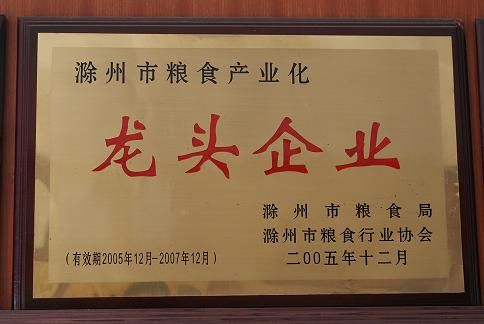 滁州市粮食产业化
龙头企业
滁州市粮食局
滁州市粮食行业协会
(有效期2005年12月-2007年12月)
二00五年十二月